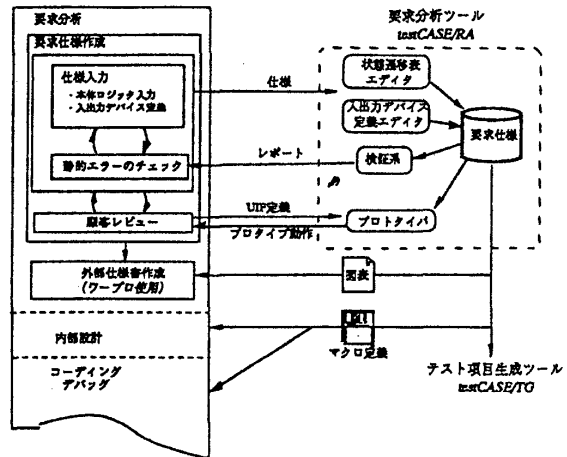 要求分析
要求仕様作成
仕様入力
・本体ロジック入力
・入出力デバイス定義
静的エラーのチェック
顧客レビュー
外部仕様書作成
(ワープロ使用)
内部設計
コーディング
デバッグ
仕様
レポート
UIF定義
プロトタイプ動作
図表
マクロ定義
要求分析ツール
testCASE/RA
状態遷移表
エディタ
入出力デバイス
定義エディタ
検証系
プロトタイパ
要求仕様
テスト項目生成ツール
testCASE/TG